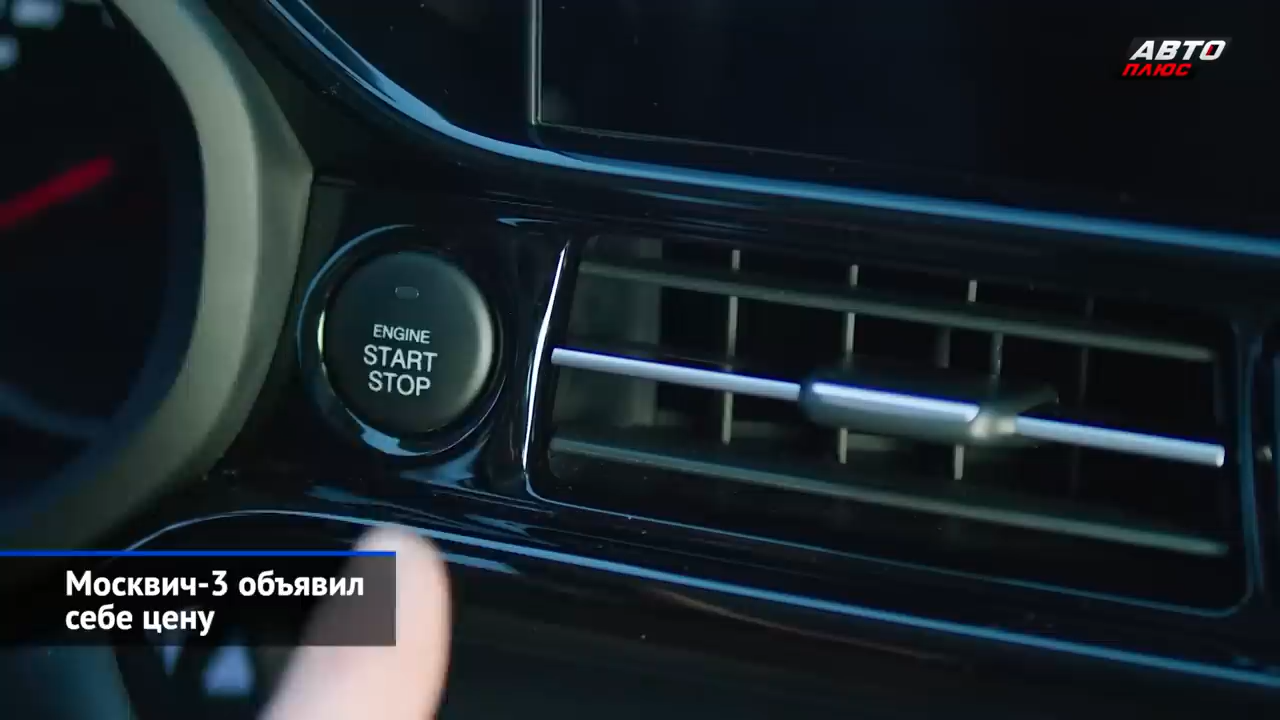 АВТО
ПЛЮС
ENGINE
START
STOP
Москвич-3 объявил
себе цену